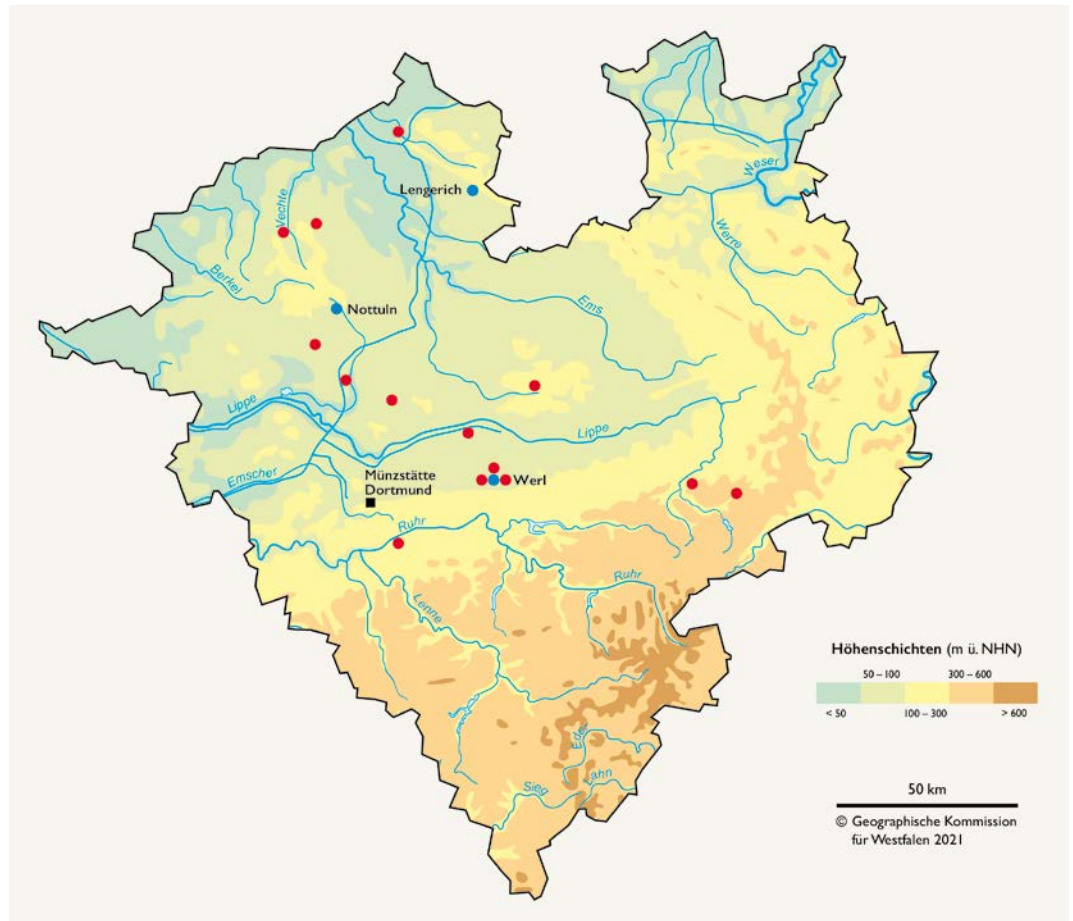 Weser
Lengerich
Vechte
Werre
Berkel
Ems
Nottuln
Lippe
Lippe
Emscher
Münzstätte
Dortmund
Werl
Ruhr
Ruhr
Lenne
Höhenschichten (m ü. NHN)
50 – 100 300 – 600
< 50 100 – 300 > 600
Eder
Lahn
Sieg
50 km
© Geographische Kommission
für Westfalen 2021